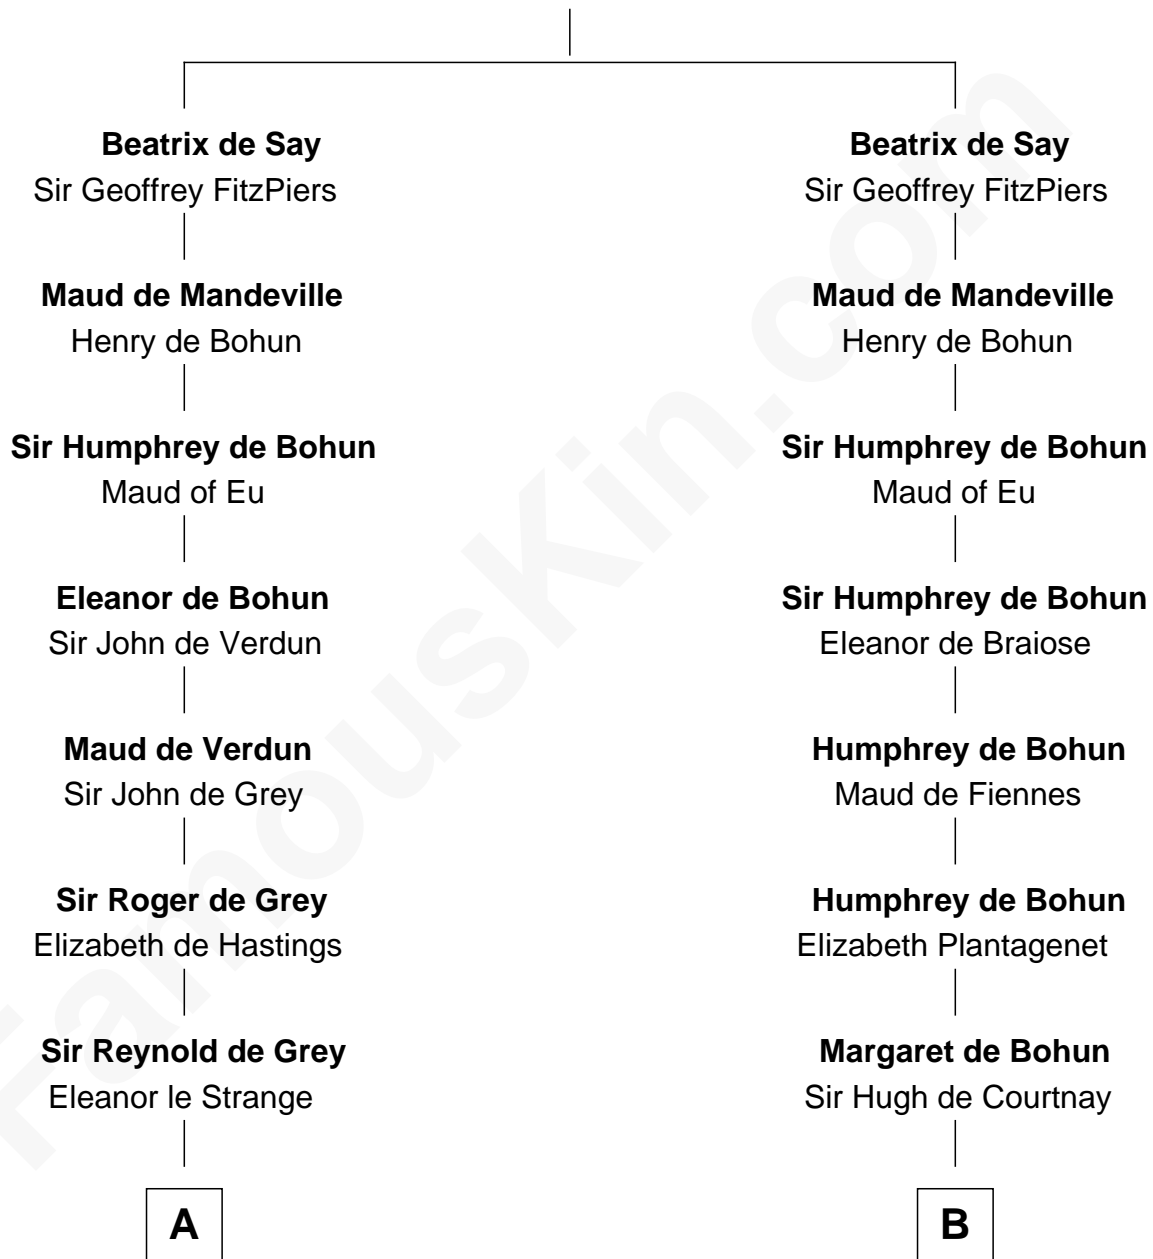 Beatrix de Say
Sir Geoffrey FitzPiers
Maud de Mandeville
Henry de Bohun
Sir Humphrey de Bohun
Maud of Eu
Eleanor de Bohun
Sir John de Verdun
Maud de Verdun
Sir John de Grey
Sir Roger de Grey
Elizabeth de Hastings
Sir Reynold de Grey
Eleanor le Strange
A
Beatrix de Say
Sir Geoffrey FitzPiers
Maud de Mandeville
Henry de Bohun
Sir Humphrey de Bohun
Maud of Eu
Sir Humphrey de Bohun
Eleanor de Braiose
Humphrey de Bohun
Maud de Fiennes
Humphrey de Bohun
Elizabeth Plantagenet
Margaret de Bohun
Sir Hugh de Courtnay
B
FamousKin.com